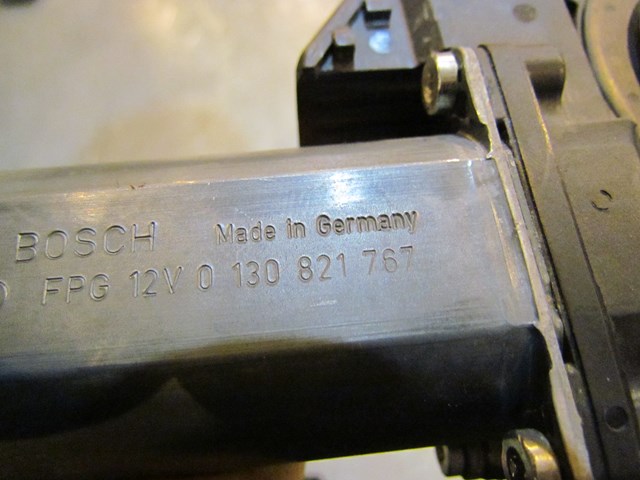 BOSCH Made in Germany
FPG 12V 0 130 821 767